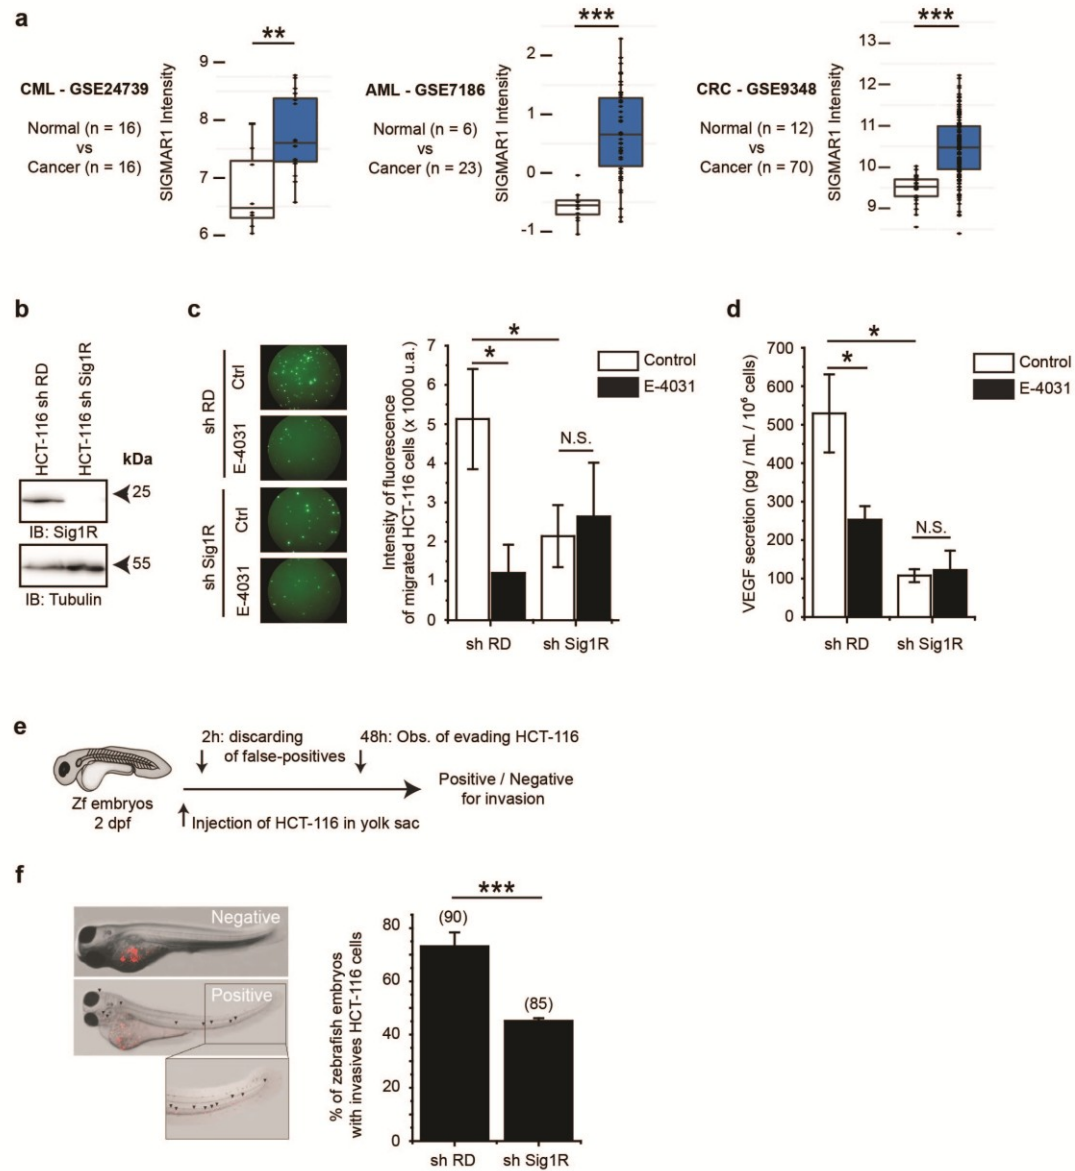 a
**
***
***
CML - GSE24739
Normal (n = 16)
vs
Cancer (n = 16)
SIGMAR1 Intensity
9
8
7
6
AML - GSE7186
Normal (n = 6)
vs
Cancer (n = 23)
SIGMAR1 Intensity
2
1
0
-1
CRC - GSE9348
Normal (n = 12)
vs
Cancer (n = 70)
SIGMAR1 Intensity
13
12
11
10
9
b
HCT-116 sh RD
HCT-116 sh Sig1R
kDa
25
IB: Sig1R
55
IB: Tubulin
c
sh RD
Ctrl
E-4031
sh Sig1R
Ctrl
E-4031
Intensity of fluorescence
of migrated HCT-116 cells (x 1000 u.a.)
7
6
5
4
3
2
1
0
*
*
N.S.
Control
E-4031
sh RD
sh Sig1R
d
VEGF secretion (pg / mL / 10⁶ cells)
700
600
500
400
300
200
100
0
*
*
N.S.
Control
E-4031
sh RD
sh Sig1R
e
2h: discarding
of false-positives
48h: Obs. of evading HCT-116
Zf embryos
2 dpf
Injection of HCT-116 in yolk sac
Positive / Negative
for invasion
f
Negative
Positive
% of zebrafish embryos
with invasives HCT-116 cells
80
60
40
20
0
***
(90)
(85)
sh RD
sh Sig1R